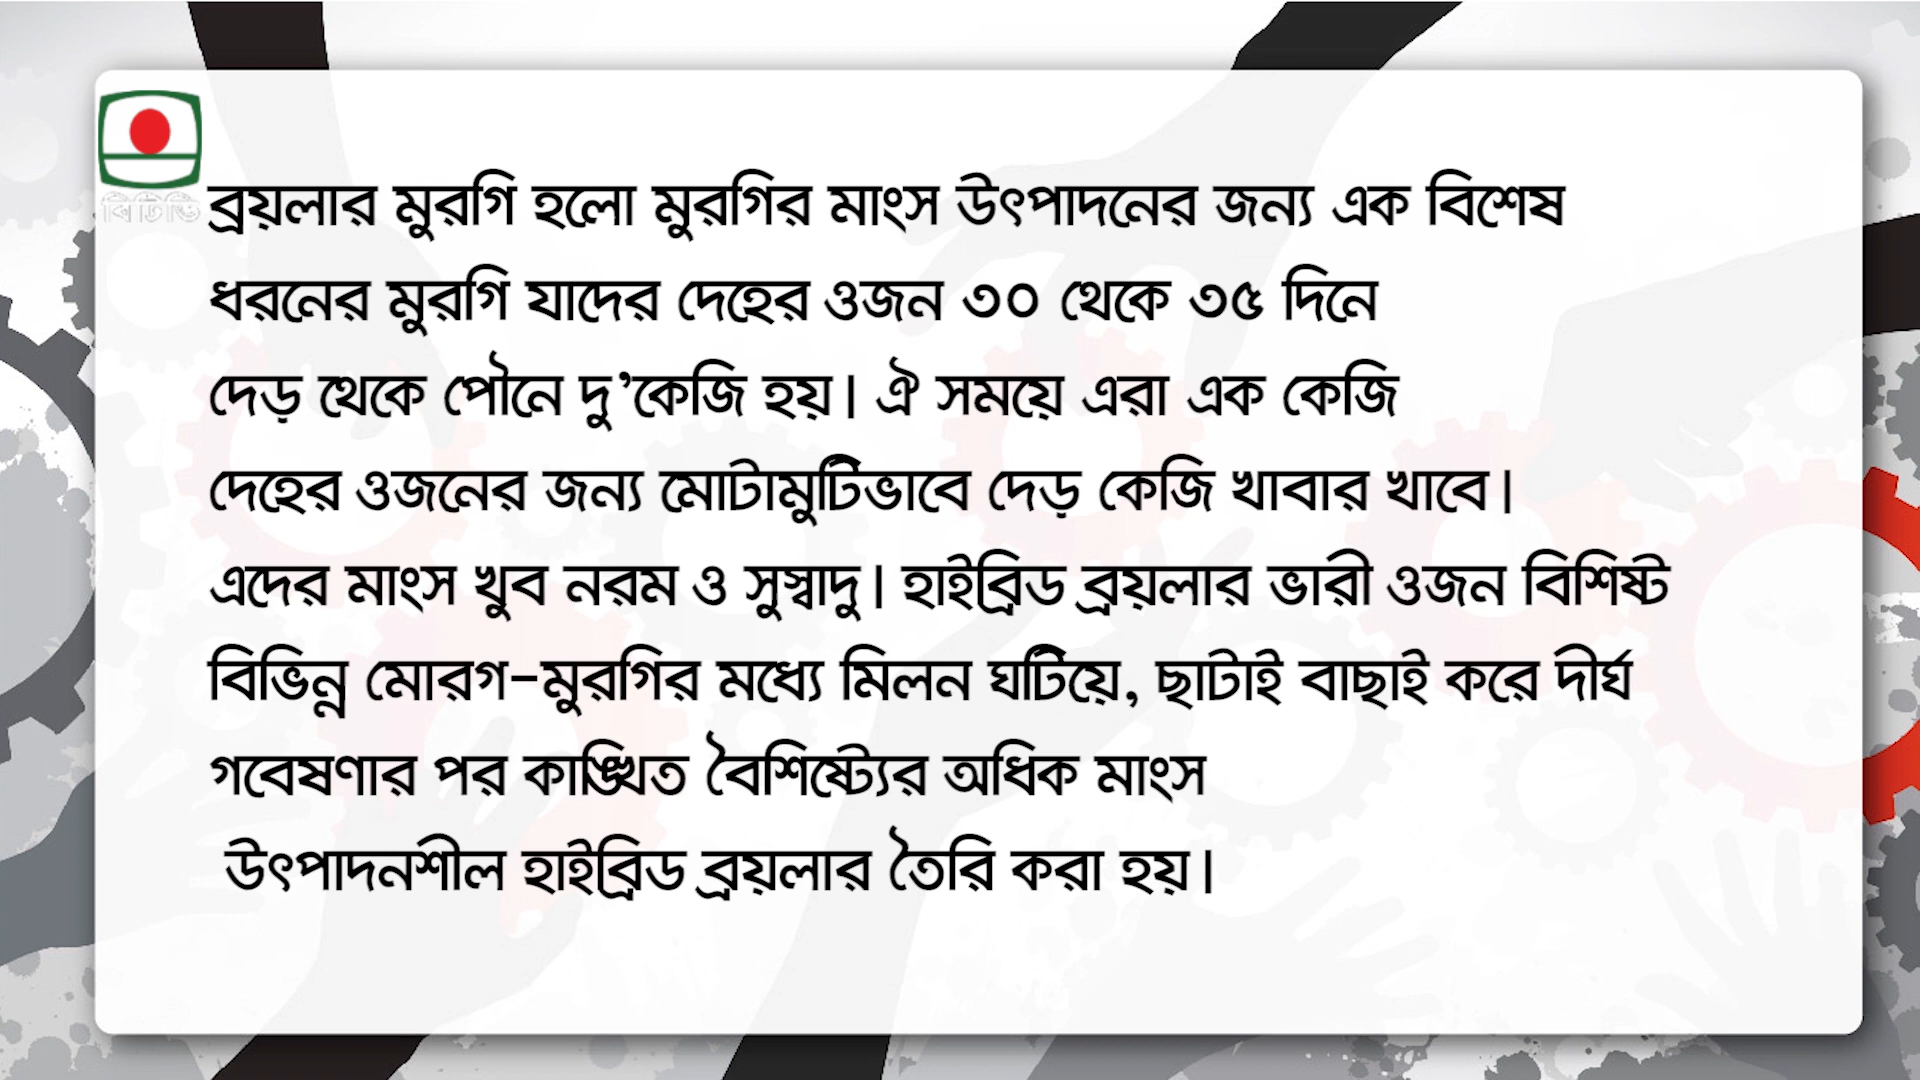 বিটিভি
ব্রয়লার মুরগি হলো মুরগির মাংস উৎপাদনের জন্য এক বিশেষ
ধরনের মুরগি যাদের দেহের ওজন ৩০ থেকে ৩৫ দিনে
দেড় থেকে পৌনে দু’কেজি হয়। ঐ সময়ে এরা এক কেজি
দেহের ওজনের জন্য মোটামুটিভাবে দেড় কেজি খাবার খাবে।
এদের মাংস খুব নরম ও সুস্বাদু। হাইব্রিড ব্রয়লার ভারী ওজন বিশিষ্ট
বিভিন্ন মোরগ-মুরগির মধ্যে মিলন ঘটিয়ে, ছাটাই বাছাই করে দীর্ঘ
গবেষণার পর কাঙ্খিত বৈশিষ্ট্যের অধিক মাংস
উৎপাদনশীল হাইব্রিড ব্রয়লার তৈরি করা হয়।